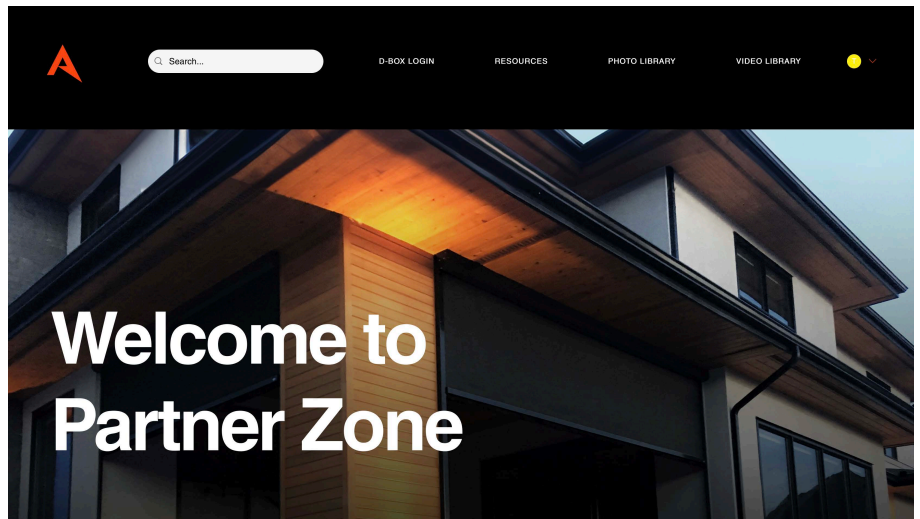 Search...
D-BOX LOGIN
RESOURCES
PHOTO LIBRARY
VIDEO LIBRARY
Welcome to
Partner Zone